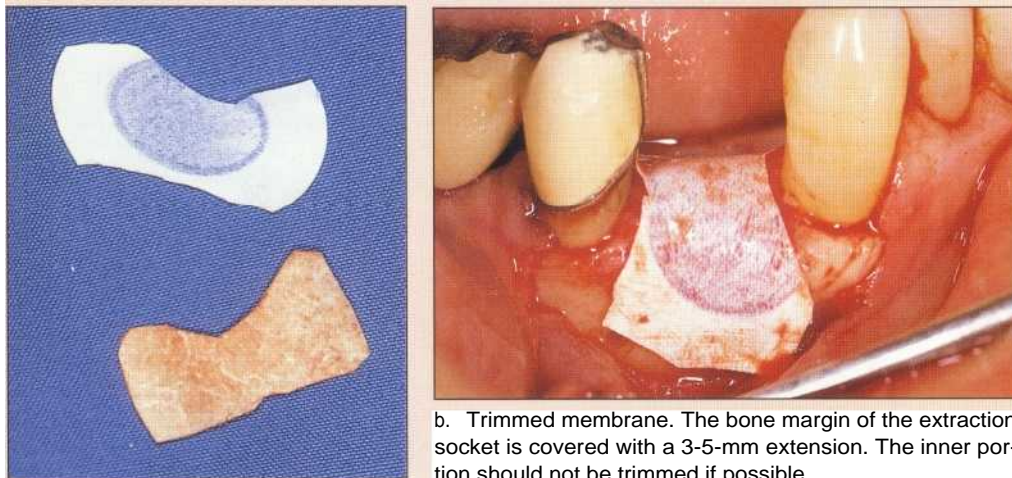 b. Trimmed membrane. The bone margin of the extraction
socket is covered with a 3-5-mm extension. The inner por-
tion should not be trimmed if possible